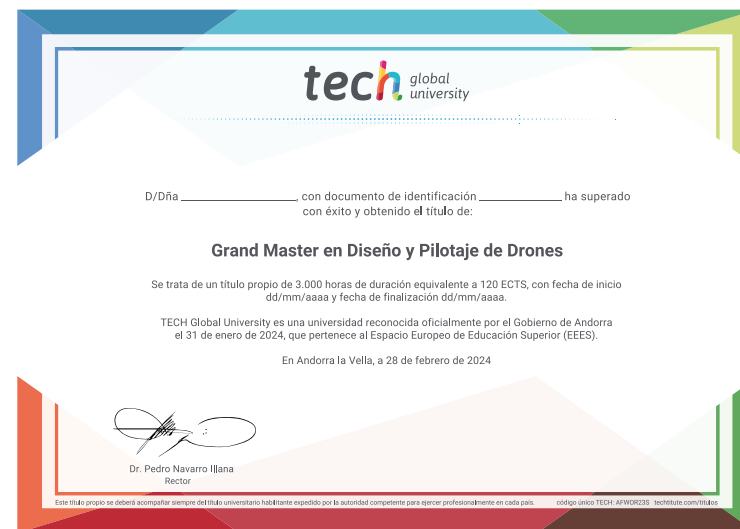 tech global university
D/Dña ____________, con documento de identificación ____________ ha superado
con éxito y obtenido el título de:
Grand Master en Diseño y Pilotaje de Drones
Se trata de un título propio de 3.000 horas de duración equivalente a 120 ECTS, con fecha de inicio
dd/mm/aaaa y fecha de finalización dd/mm/aaaa.
TECH Global University es una universidad reconocida oficialmente por el Gobierno de Andorra
el 31 de enero de 2024, que pertenece al Espacio Europeo de Educación Superior (EEES).
En Andorra la Vella, a 28 de febrero de 2024
Dr. Pedro Navarro Illana
Rector
Este título propio se deberá acompañar siempre del título universitario habilitante expedido por la autoridad competente para ejercer profesionalmente en cada país. código único TECH: AFWOR23S techtitute.com/titulos